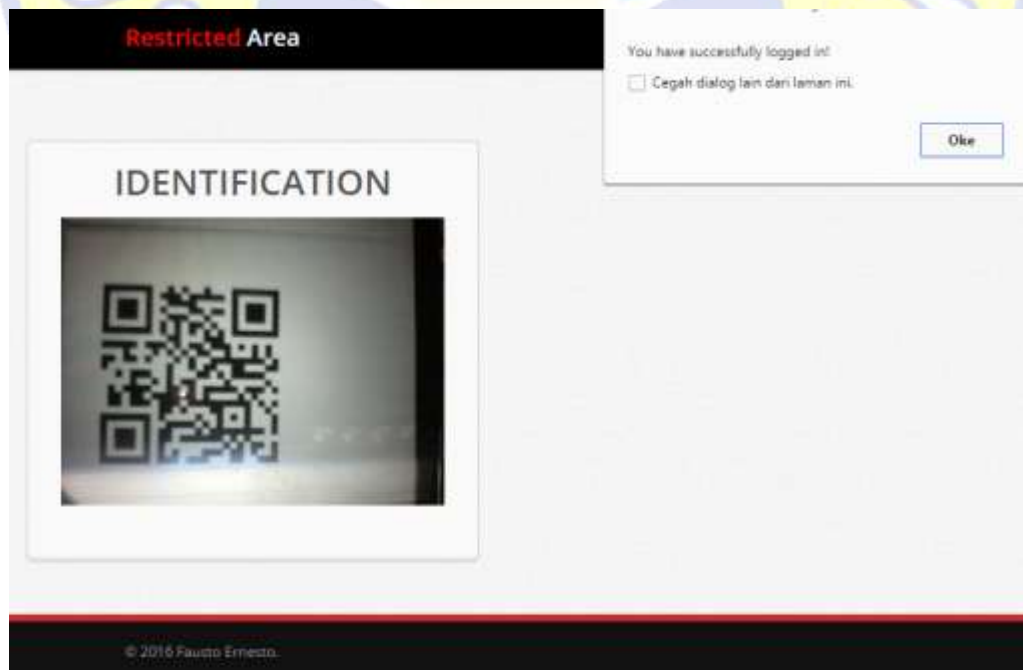 Restricted Area
You have successfully logged in!
Cegah dialog lain dari laman ini.
Oke
IDENTIFICATION
© 2016 Fausto Ernesto.